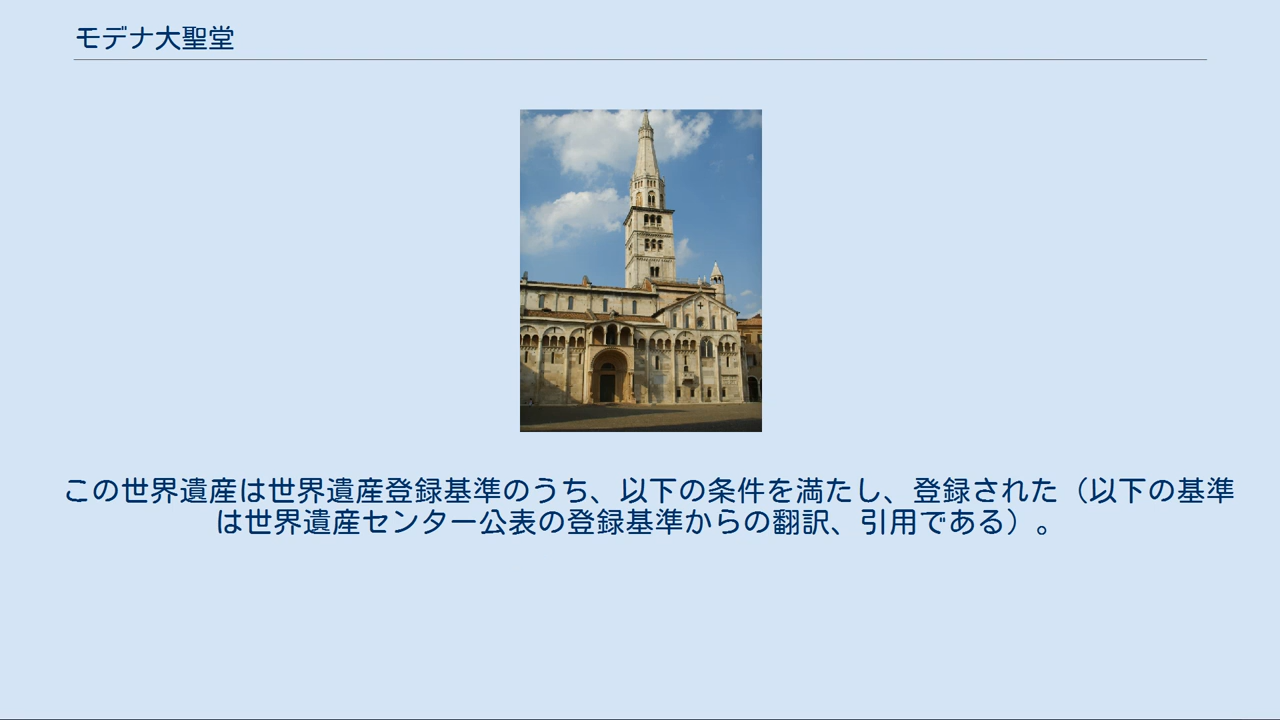 モデナ大聖堂
この世界遺産は世界遺産登録基準のうち、以下の条件を満たし、登録された（以下の基準
は世界遺産センター公表の登録基準からの翻訳、引用である）。